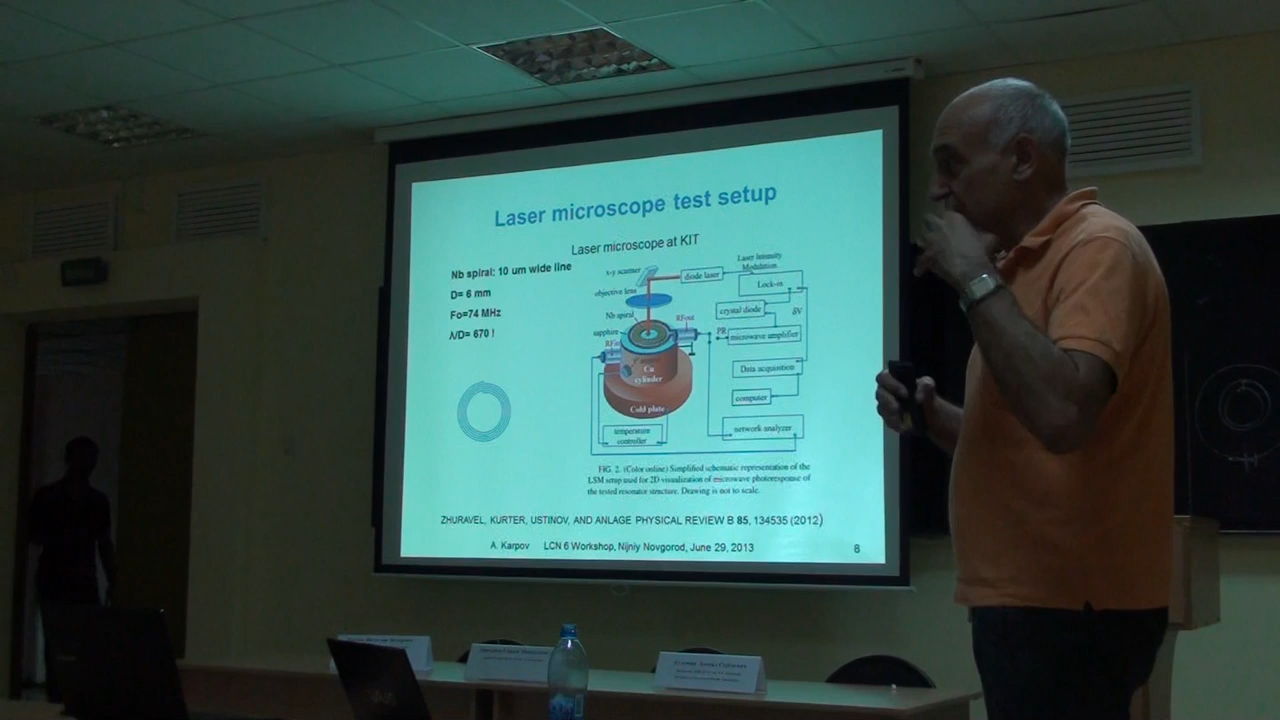 Laser microscope test setup
Laser microscope at KIT
Nb spiral: 10 um wide line
D= 6 mm
Fo=74 MHz
λ/D= 670 !
x-y scanner
objective lens
Nb spiral
sapphire
RFin
diode laser
Laser Intensity
Modulation
Lock-in
crystal diode
δV
RFout
PR
microwave amplifier
Data acquisition
computer
network analyzer
Cu
cylinder
Cold plate
temperature
controller
FIG. 2. (Color online) Simplified schematic representation of the
LSM setup used for 2D visualization of microwave photoresponse of
the tested resonator structure. Drawing is not to scale.
ZHURAVEL, KURTER, USTINOV, AND ANLAGE PHYSICAL REVIEW B 85, 134535 (2012)
A. Karpov LCN 6 Workshop, Nijniy Novgorod, June 29, 2013
6